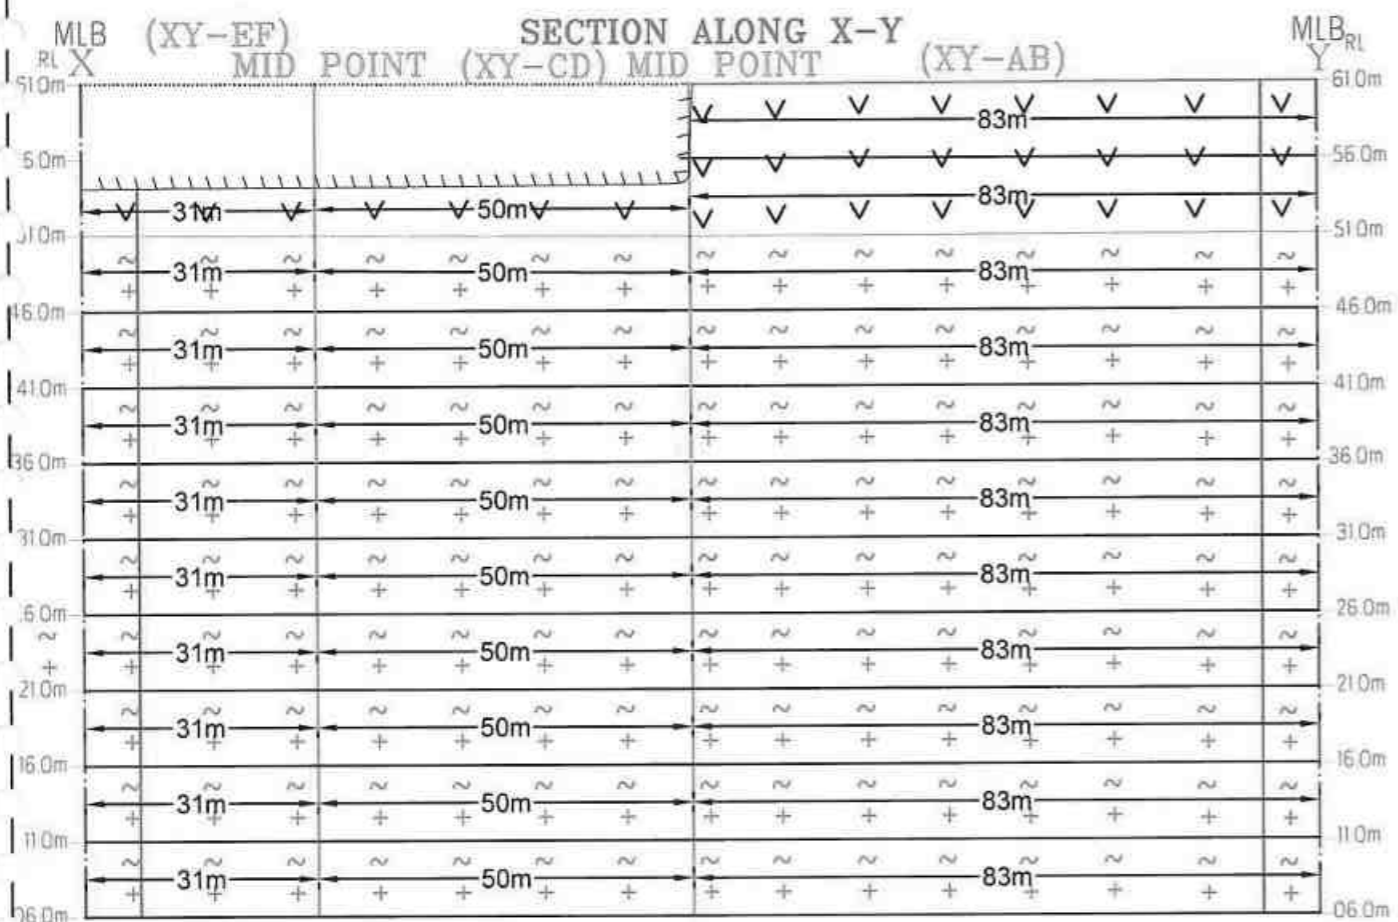 MLB (XY-EF) SECTION ALONG X-Y MLB
RL X MID POINT (XY-CD) MID POINT (XY-AB) Y RL
61.0m
83m
56.0m
83m
31m 50m
51.0m
31m 50m 83m
46.0m 46.0m
31m 50m 83m
41.0m 41.0m
31m 50m 83m
36.0m 36.0m
31m 50m 83m
31.0m 31.0m
31m 50m 83m
6.0m 26.0m
31m 50m 83m
21.0m 21.0m
31m 50m 83m
16.0m 16.0m
31m 50m 83m
11.0m 11.0m
31m 50m 83m
06.0m 06.0m